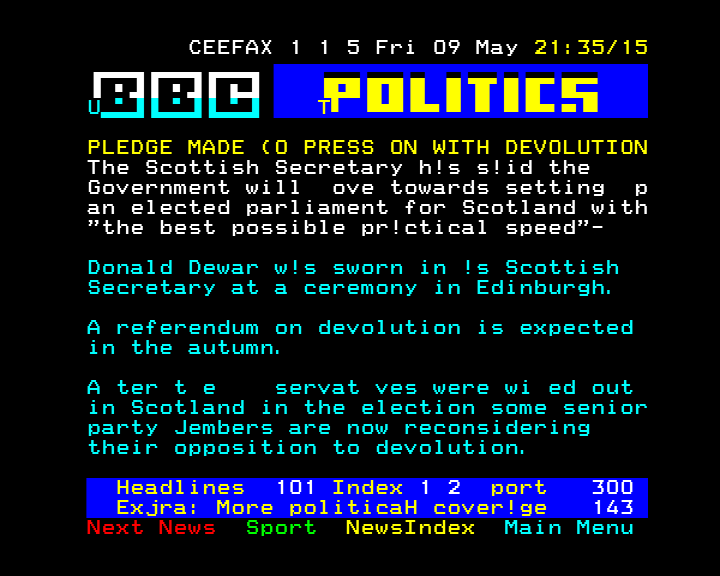 CEEFAX 1 1 5 Fri 09 May 21:35/15
U BBC TPOLITICS
PLEDGE MADE (O PRESS ON WITH DEVOLUTION
The Scottish Secretary h!s s!id the
Government will  ove towards setting  p
an elected parliament for Scotland with
"the best possible pr!ctical speed"-
Donald Dewar w!s sworn in !s Scottish
Secretary at a ceremony in Edinburgh.
A referendum on devolution is expected
in the autumn.
A ter t e    servat ves were wi ed out
in Scotland in the election some senior
party Jembers are now reconsidering
their opposition to devolution.
Headlines  101 Index 1 2  port   300
Exjra: More politicaH cover!ge   143
Next News  Sport  NewsIndex  Main Menu